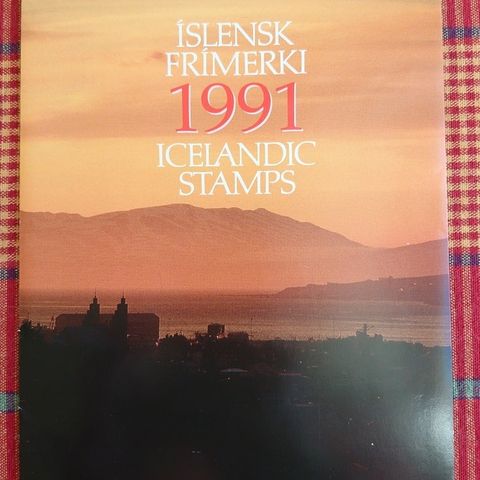 ÍSLENSK
FRÍMERKI
1991
ICELANDIC
STAMPS